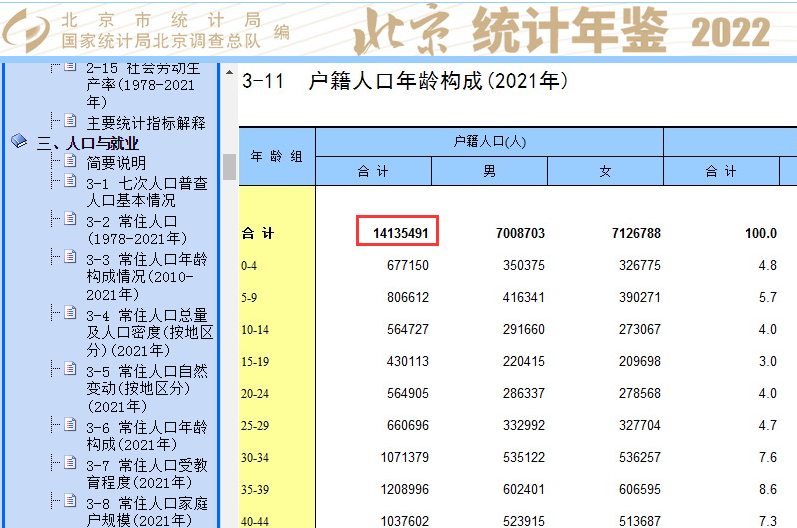 北京市统计局
国家统计局北京调查总队 编
北京 统计年鉴 2022
2-15 社会劳动生
产率(1978-2021
年)
主要统计指标解释
三、人口与就业
简要说明
3-1 七次人口普查
人口基本情况
3-2 常住人口
(1978-2021年)
3-3 常住人口年龄
构成情况(2010-
2021年)
3-4 常住人口总量
及人口密度(按地区
分)(2021年)
3-5 常住人口自然
变动(按地区分)
(2021年)
3-6 常住人口年龄
构成(2021年)
3-7 常住人口受教
育程度(2021年)
3-8 常住人口家庭
户规模(2021年)
3-11 户籍人口年龄构成(2021年)
年 龄 组 户籍人口(人)
合 计 男 女 合 计
合 计 14135491 7008703 7126788 100.0
0-4 677150 350375 326775 4.8
5-9 806612 416341 390271 5.7
10-14 564727 291660 273067 4.0
15-19 430113 220415 209698 3.0
20-24 564905 286337 278568 4.0
25-29 660696 332992 327704 4.7
30-34 1071379 535122 536257 7.6
35-39 1208996 602401 606595 8.6
40-44 1037602 523915 513687 7.3